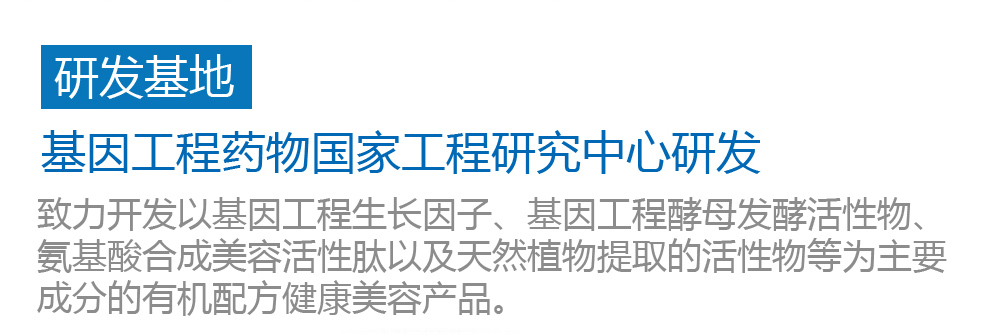 研发基地
基因工程药物国家工程研究中心研发
致力开发以基因工程生长因子、基因工程酵母发酵活性物、
氨基酸合成美容活性肽以及天然植物提取的活性物等为主要
成分的有机配方健康美容产品。